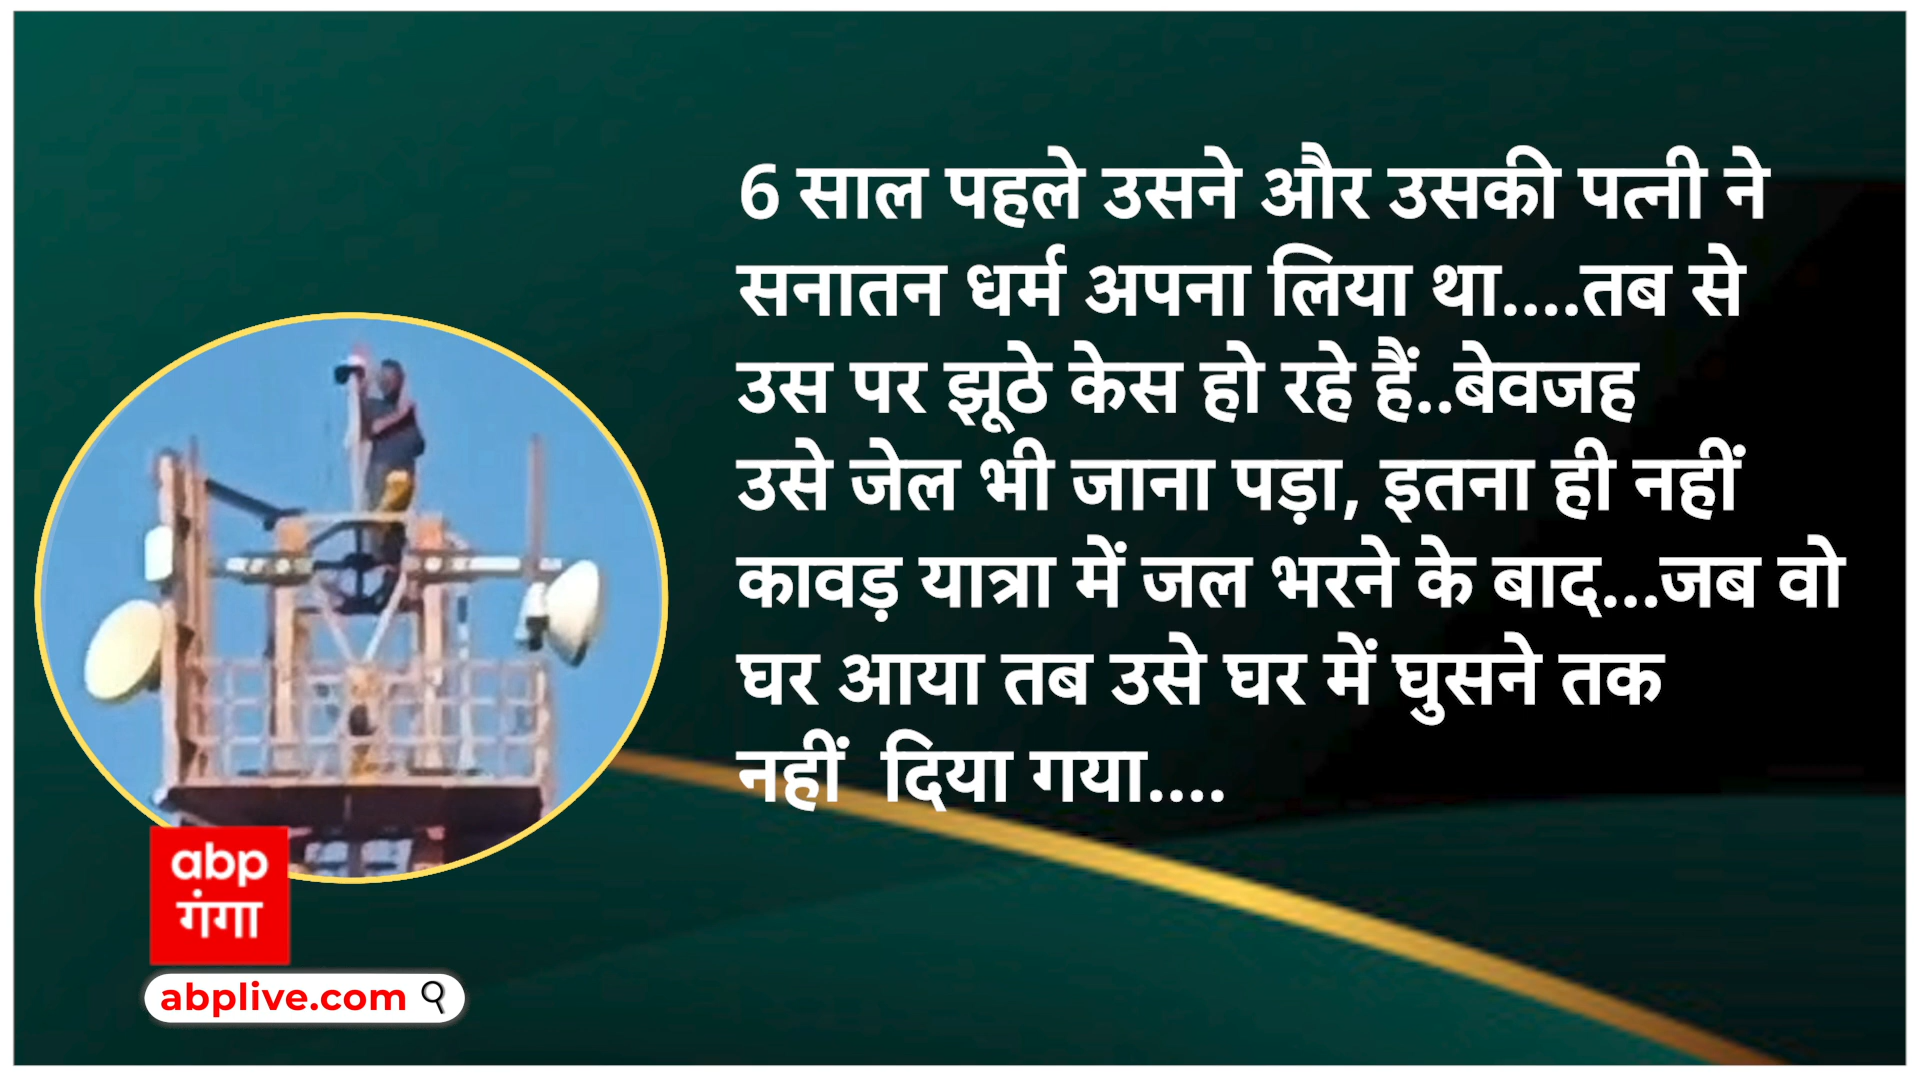 6 साल पहले उसने और उसकी पत्नी ने
सनातन धर्म अपना लिया था....तब से
उस पर झूठे केस हो रहे हैं..बेवजह
उसे जेल भी जाना पड़ा, इतना ही नहीं
कावड़ यात्रा में जल भरने के बाद...जब वो
घर आया तब उसे घर में घुसने तक
नहीं दिया गया....
abp
गंगा
abplive.com